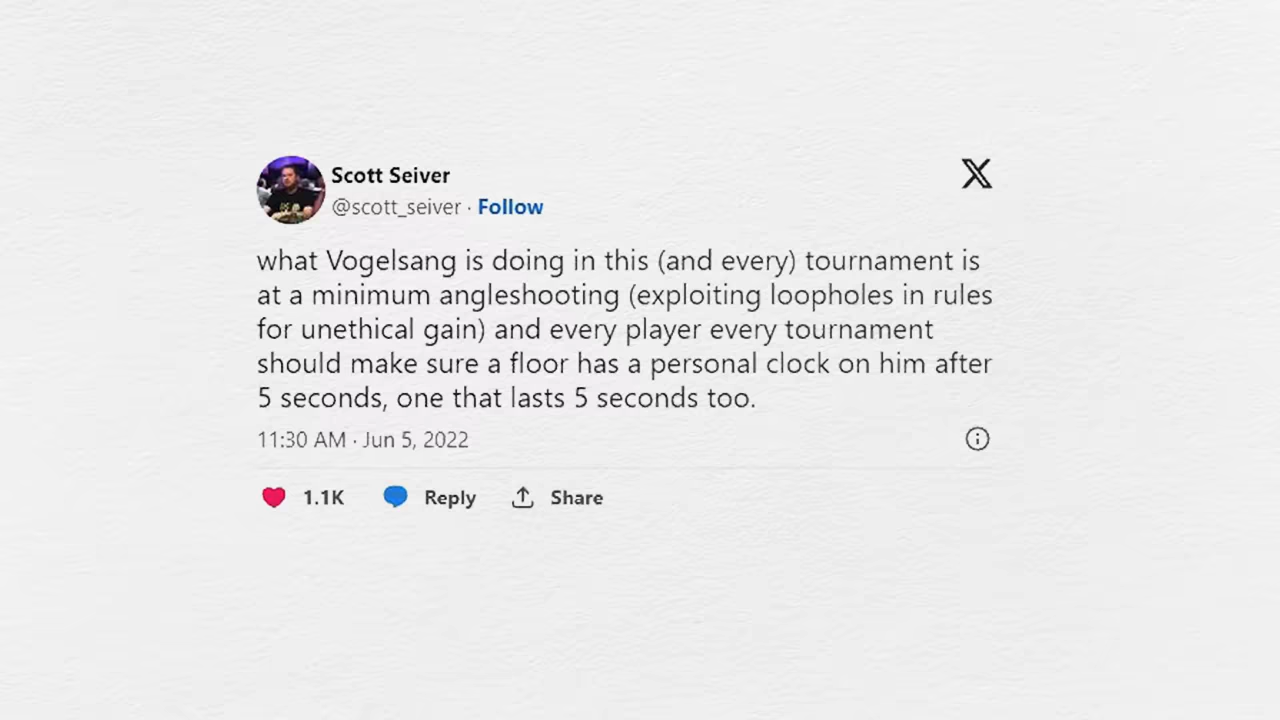 Scott Seiver
@scott_seiver · Follow
what Vogelsang is doing in this (and every) tournament is
at a minimum angleshooting (exploiting loopholes in rules
for unethical gain) and every player every tournament
should make sure a floor has a personal clock on him after
5 seconds, one that lasts 5 seconds too.
11:30 AM · Jun 5, 2022
1.1K Reply Share